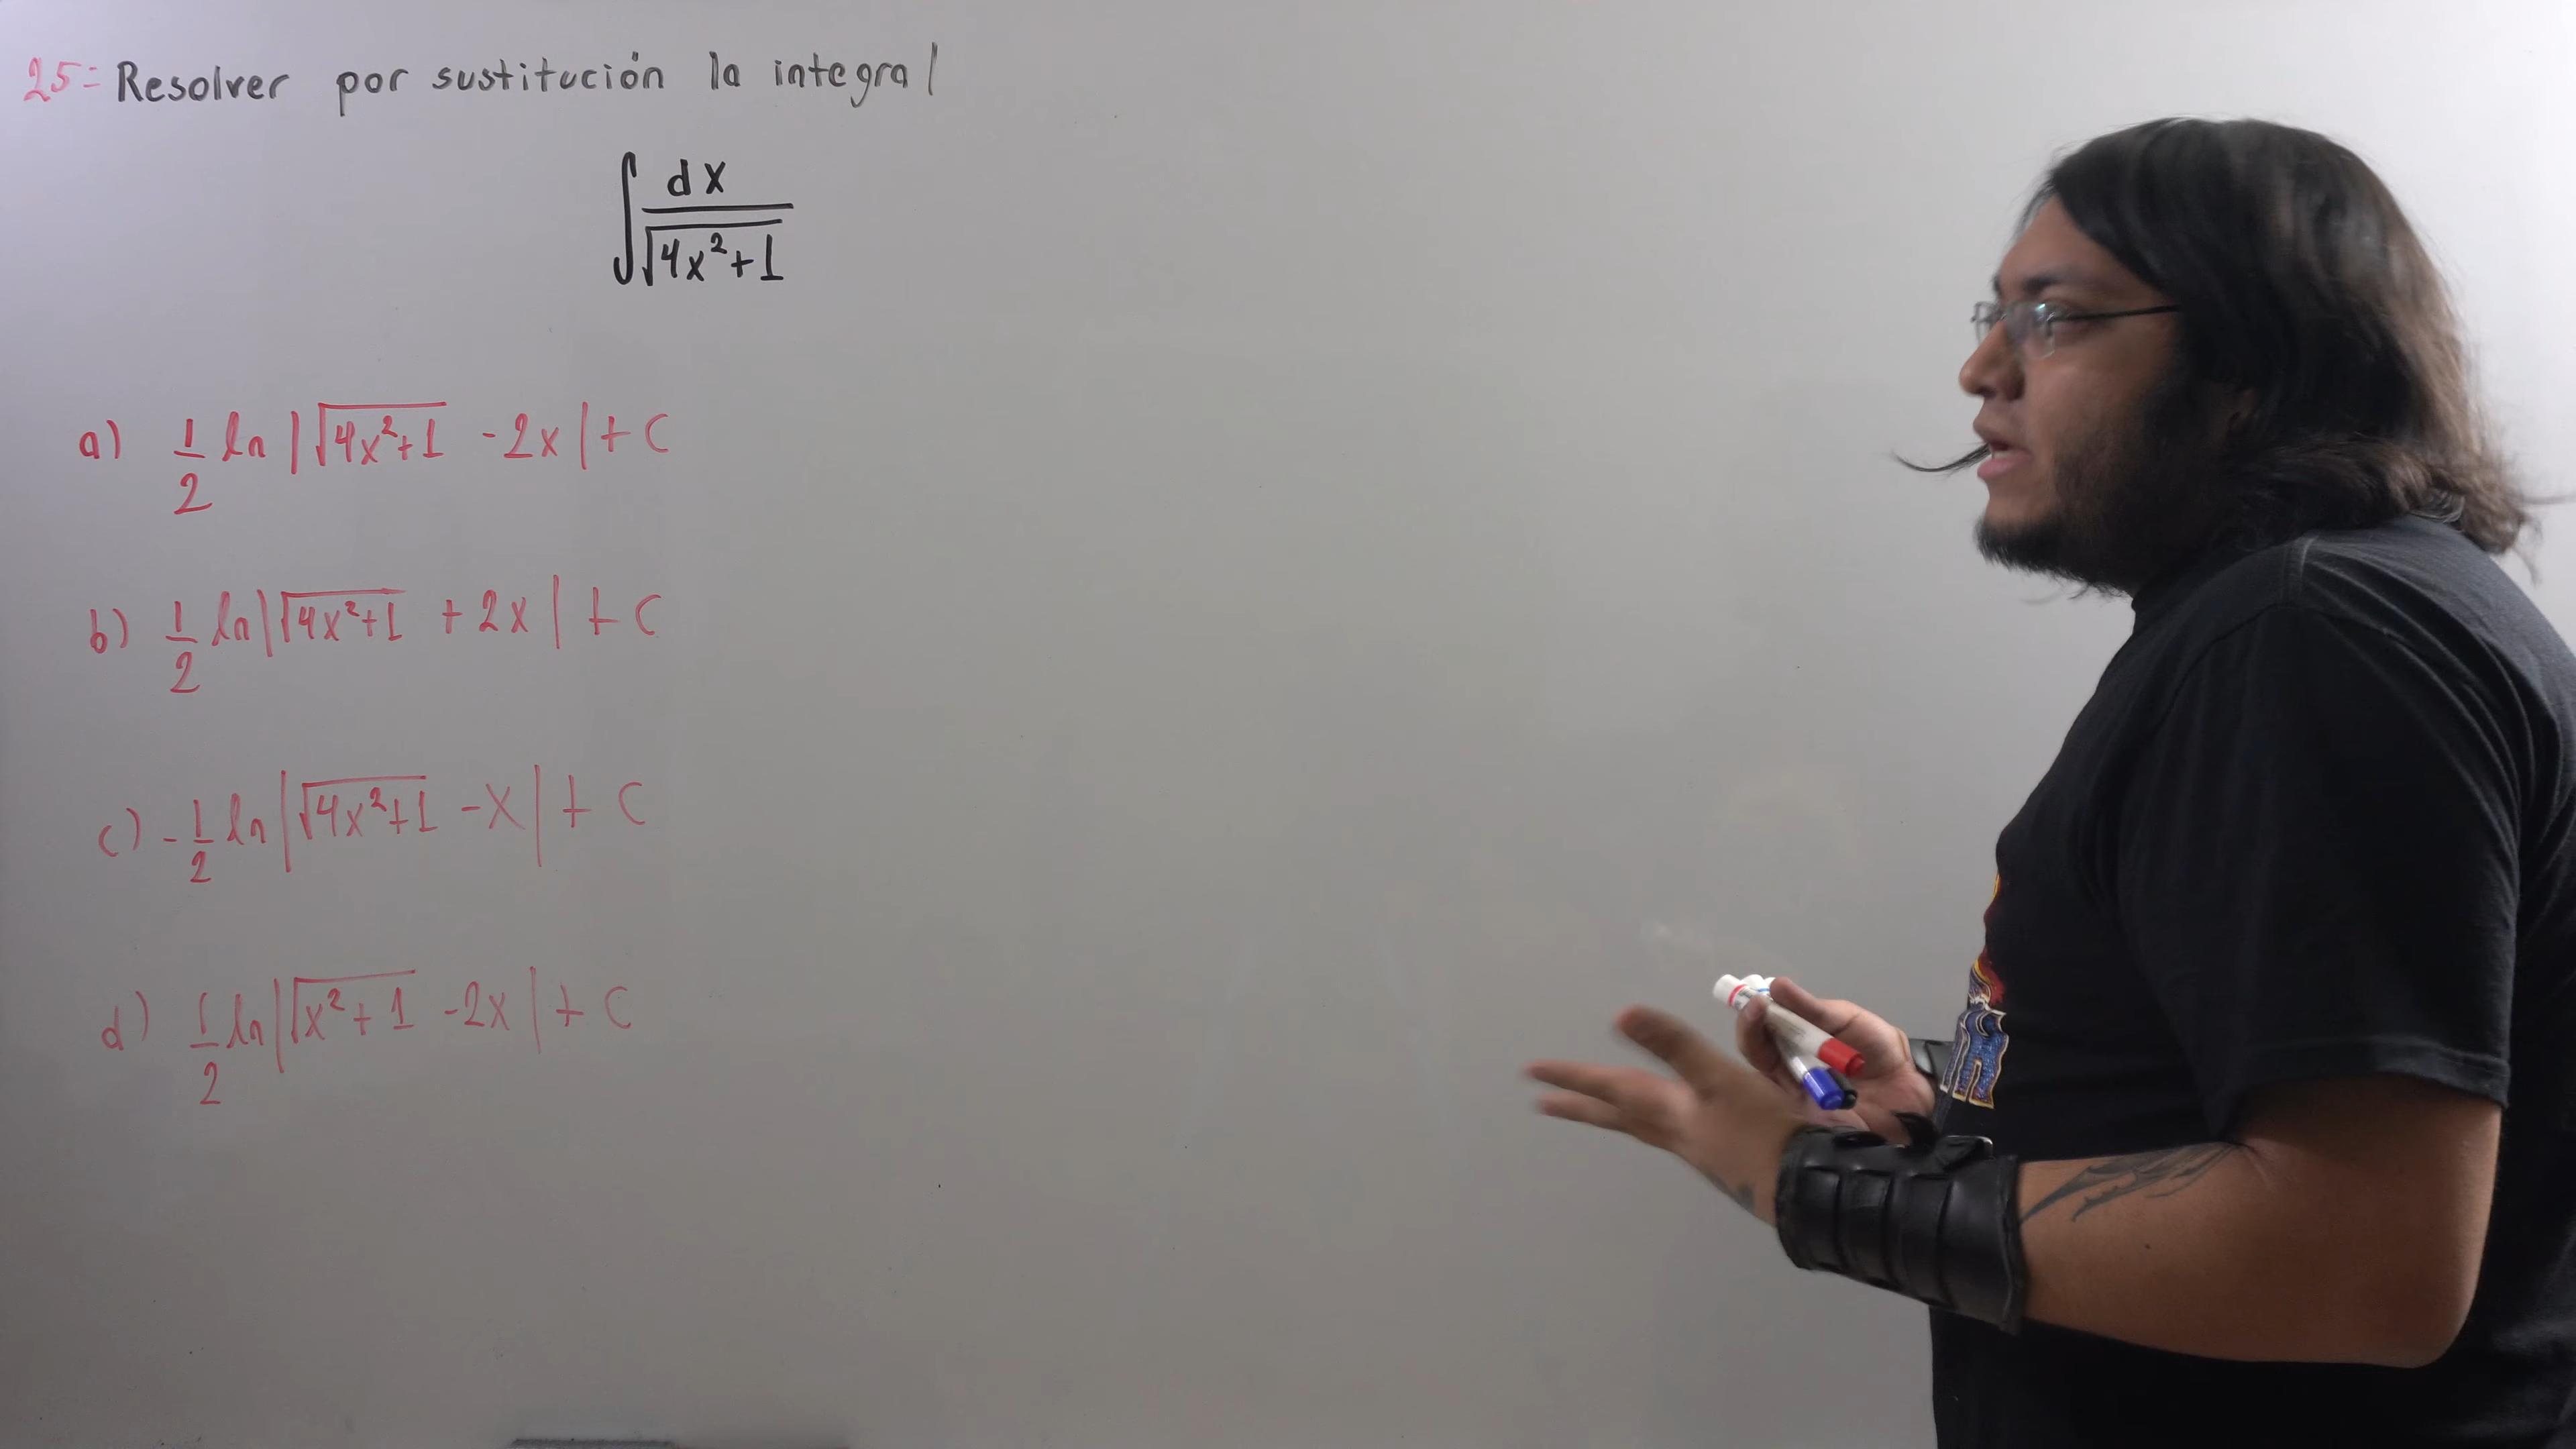 25= Resolver por sustitución la integral
∫ dx / √(4x²+1)
a) 1/2 ln |√(4x²+1) - 2x| + C
b) 1/2 ln |√(4x²+1) + 2x| + C
c) -1/2 ln |√(4x²+1) - x| + C
d) 1/2 ln |√(x²+1) - 2x| + C